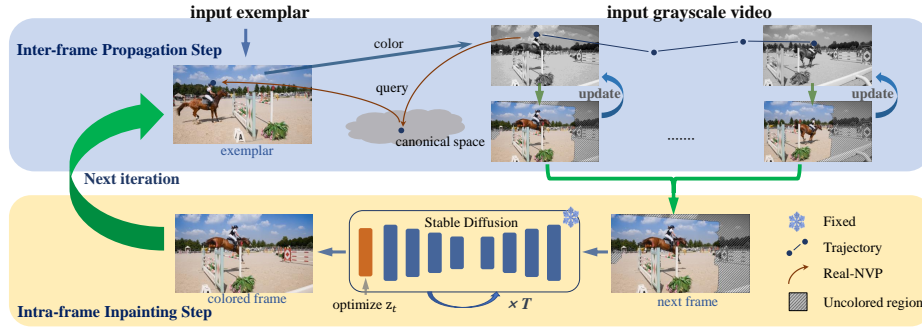 input exemplar
input grayscale video
Inter-frame Propagation Step
color
query
update
update
canonical space
exemplar
.......
Next iteration
Stable Diffusion
Fixed
Trajectory
Real-NVP
Uncolored region
colored frame
optimize z_t
× T
next frame
Intra-frame Inpainting Step